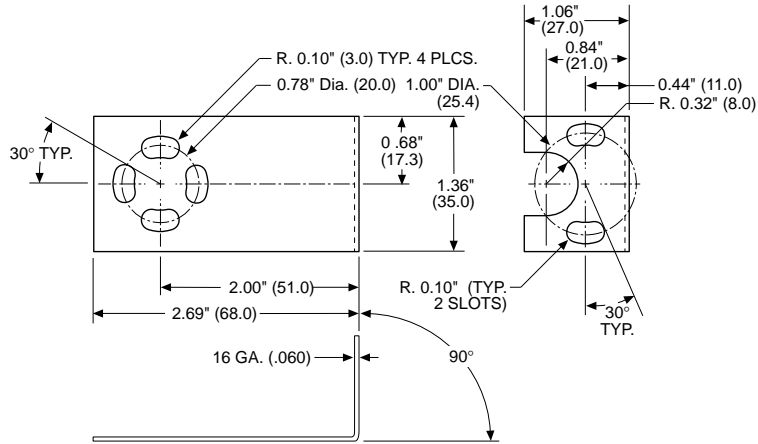 1.06"
(27.0)
0.84"
(21.0)
R. 0.10" (3.0) TYP. 4 PLCS.
0.78" Dia. (20.0)
1.00" DIA.
(25.4)
0.44" (11.0)
R. 0.32" (8.0)
30° TYP.
0 .68"
(17.3)
1.36"
(35.0)
2.00" (51.0)
2.69" (68.0)
R. 0.10" (TYP.
2 SLOTS)
30°
TYP.
16 GA. (.060)
90°